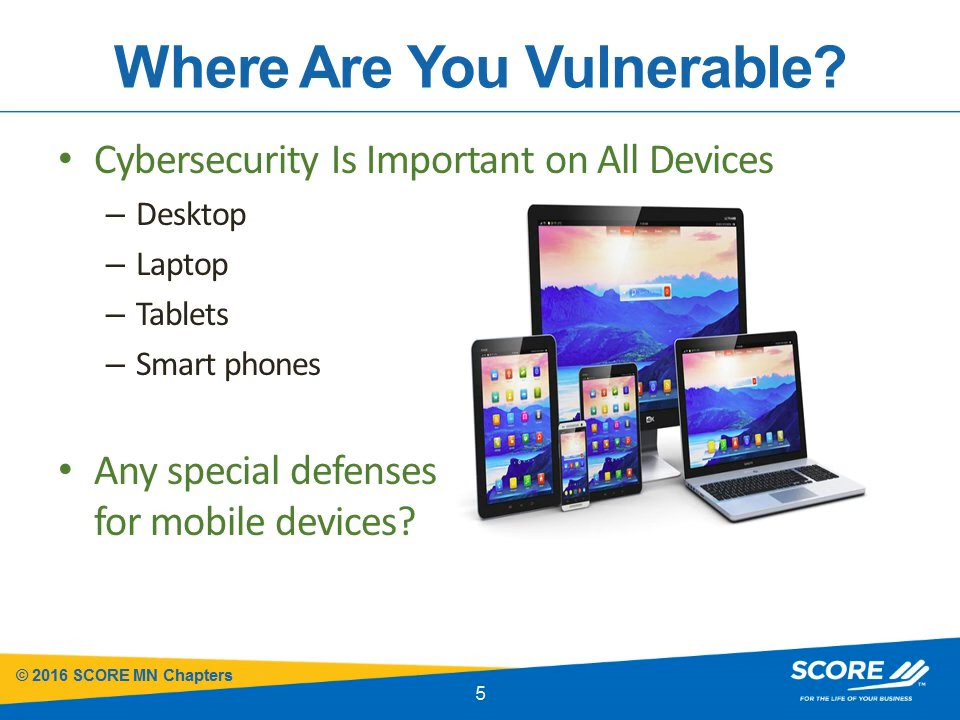 Where Are You Vulnerable?
• Cybersecurity Is Important on All Devices
– Desktop
– Laptop
– Tablets
– Smart phones
• Any special defenses
for mobile devices?
© 2016 SCORE MN Chapters
5
SCORE
TM
FOR THE LIFE OF YOUR BUSINESS